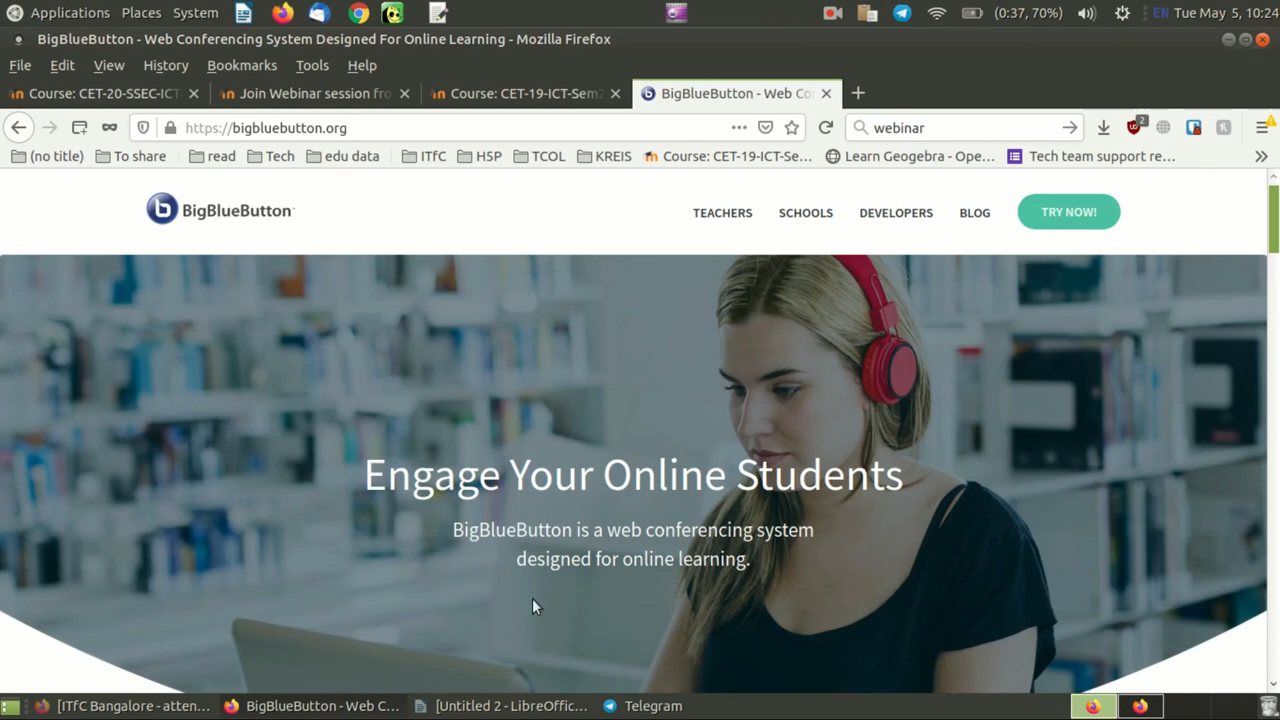 Applications Places System
(0:37, 70%) EN Tue May 5, 10:24
BigBlueButton - Web Conferencing System Designed For Online Learning - Mozilla Firefox
File Edit View History Bookmarks Tools Help
Course: CET-20-SSEC-ICT Join Webinar session fro Course: CET-19-ICT-Sem2 BigBlueButton - Web Co
https://bigbluebutton.org webinar 2
(no title) To share read Tech edu data ITfC HSP TCOL KREIS Course: CET-19-ICT-Se... Learn Geogebra - Ope... Tech team support re...
b BigBlueButton TEACHERS SCHOOLS DEVELOPERS BLOG TRY NOW!
Engage Your Online Students
BigBlueButton is a web conferencing system
designed for online learning.
[ITfC Bangalore - atten... BigBlueButton - Web C... [Untitled 2 - LibreOffic... Telegram